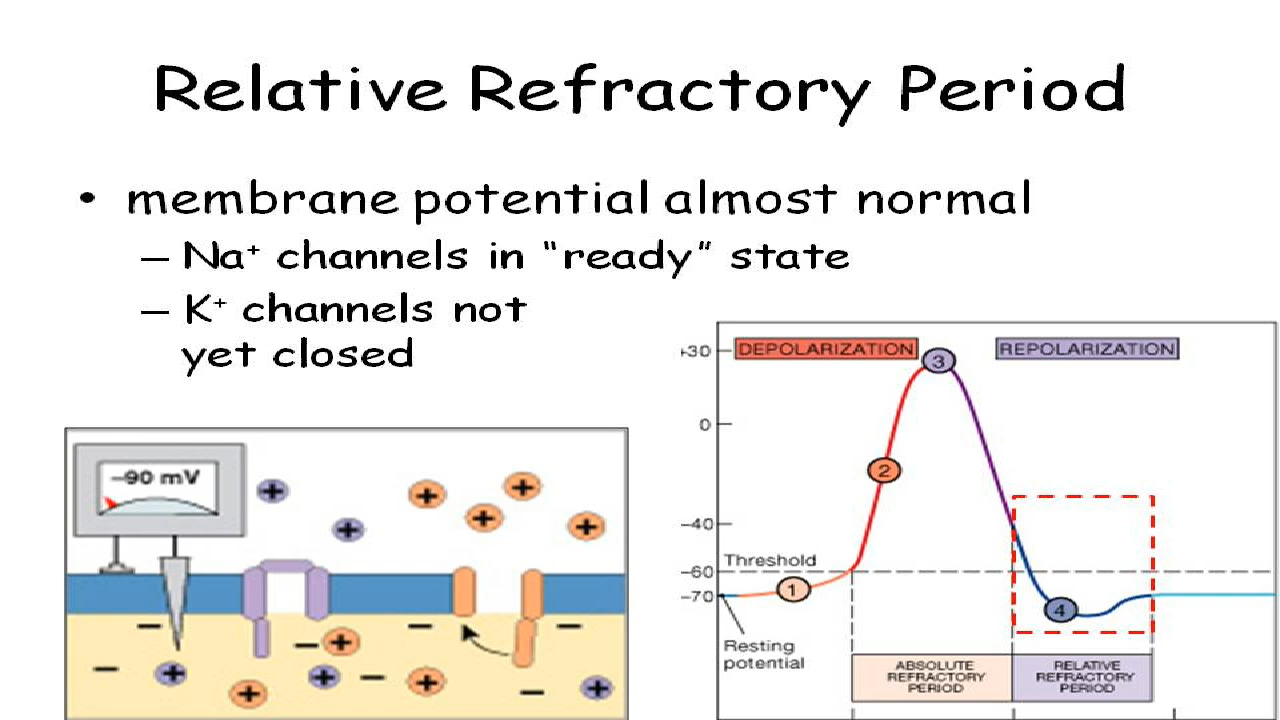 Relative Refractory Period
• membrane potential almost normal
– Na⁺ channels in “ready” state
– K⁺ channels not
yet closed
–90 mV
+30
DEPOLARIZATION
3
REPOLARIZATION
0
2
–40
Threshold
–60
1
–70
4
Resting
potential
ABSOLUTE
REFRACTORY
PERIOD
RELATIVE
REFRACTORY
PERIOD